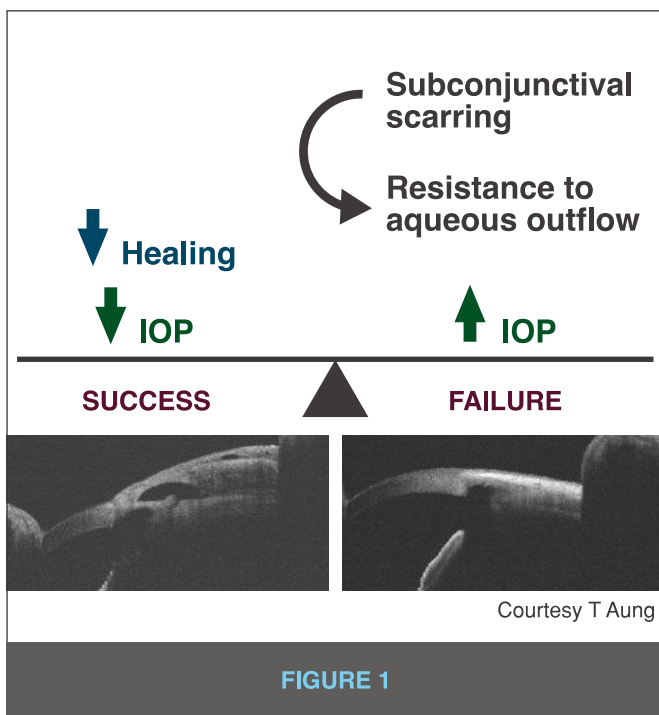 Subconjunctival
scarring
Resistance to
aqueous outflow
Healing
IOP
IOP
SUCCESS
FAILURE
Courtesy T Aung
FIGURE 1